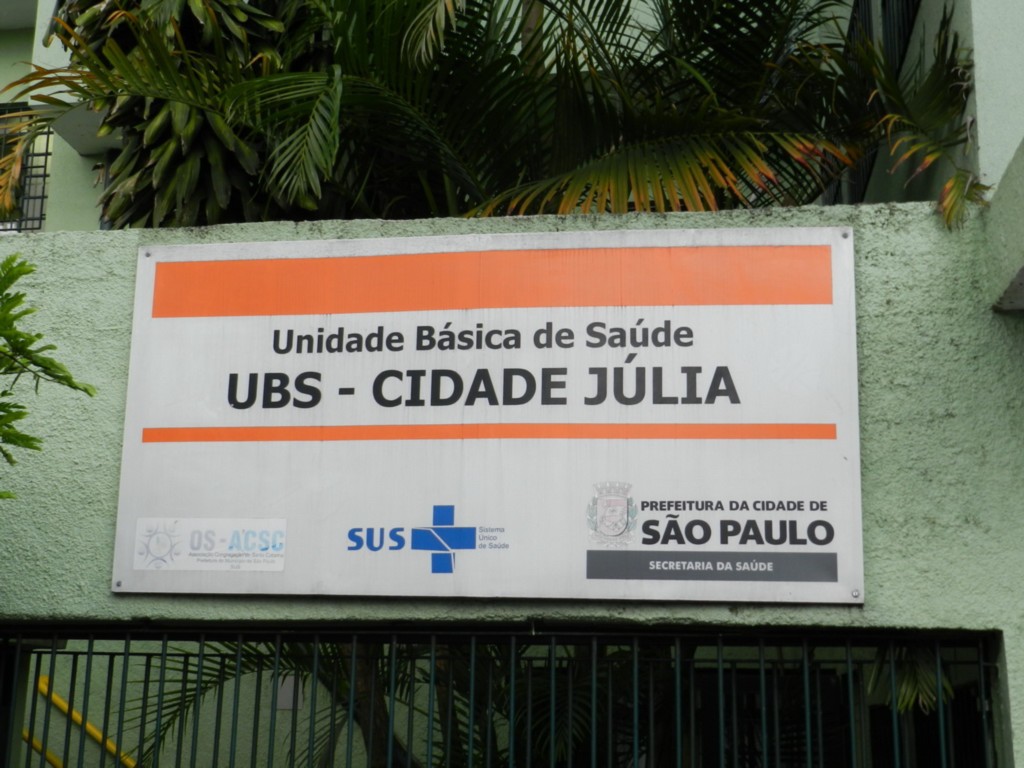 Unidade Básica de Saúde
UBS - CIDADE JÚLIA
OS-ACSC
SUS
Sistema
Único
de Saúde
PREFEITURA DA CIDADE DE
SÃO PAULO
SECRETARIA DA SAÚDE